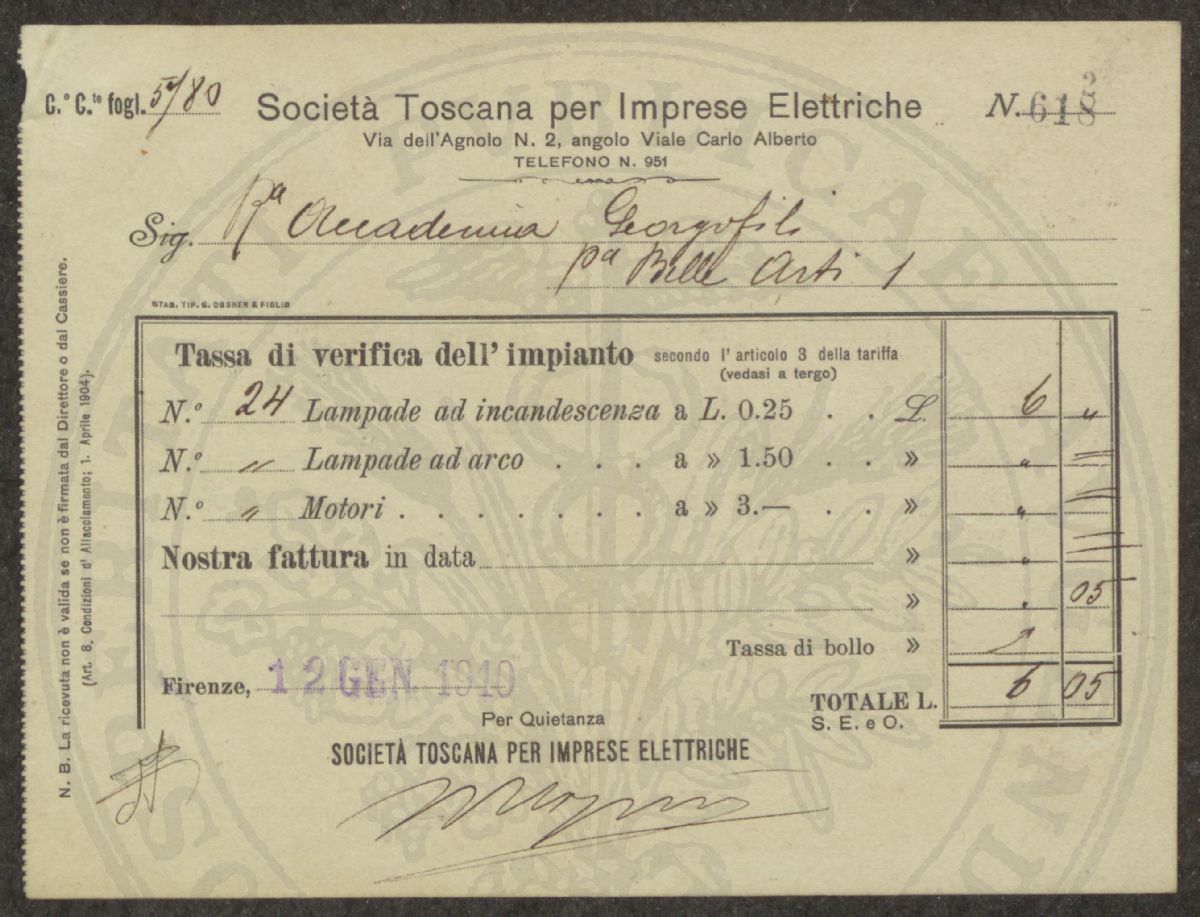 C.º C.to fogl. 5/80
Società Toscana per Imprese Elettriche
N. 618
Via dell'Agnolo N. 2, angolo Viale Carlo Alberto
TELEFONO N. 951
Sig. Rª Accademia Georgofili
pª Belle Arti 1
STAB. TIP. G. OSSNER & FIGLIO
Tassa di verifica dell'impianto secondo l'articolo 3 della tariffa
(vedasi a tergo)
N.º 24 Lampade ad incandescenza a L. 0.25 . . L. 6 "
N.º " Lampade ad arco . . . a » 1.50 . . » "
N.º " Motori . . . . . . . a » 3.— . . » "
Nostra fattura in data » "
» " 05
Tassa di bollo »
Firenze, 12 GEN 1910
TOTALE L. 6 05
S. E. e O.
Per Quietanza
SOCIETÀ TOSCANA PER IMPRESE ELETTRICHE
N. B. La ricevuta non è valida se non è firmata dal Direttore o dal Cassiere.
(Art. 8, Condizioni d'Allacciamento; 1. Aprile 1904).